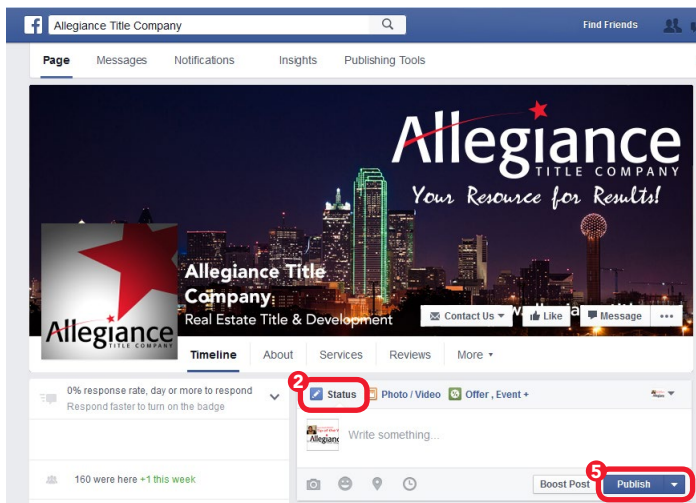 Allegiance Title Company
Find Friends
Page Messages Notifications Insights Publishing Tools
Allegiance
TITLE COMPANY
Your Resource for Results!
Allegiance Title
Company
Real Estate Title & Development
Contact Us Like Message
Allegiance
TITLE COMPANY
Timeline About Services Reviews More
2
0% response rate, day or more to respond
Respond faster to turn on the badge
Status Photo / Video Offer , Event +
Allegiance
Write something...
5
160 were here +1 this week
Boost Post Publish